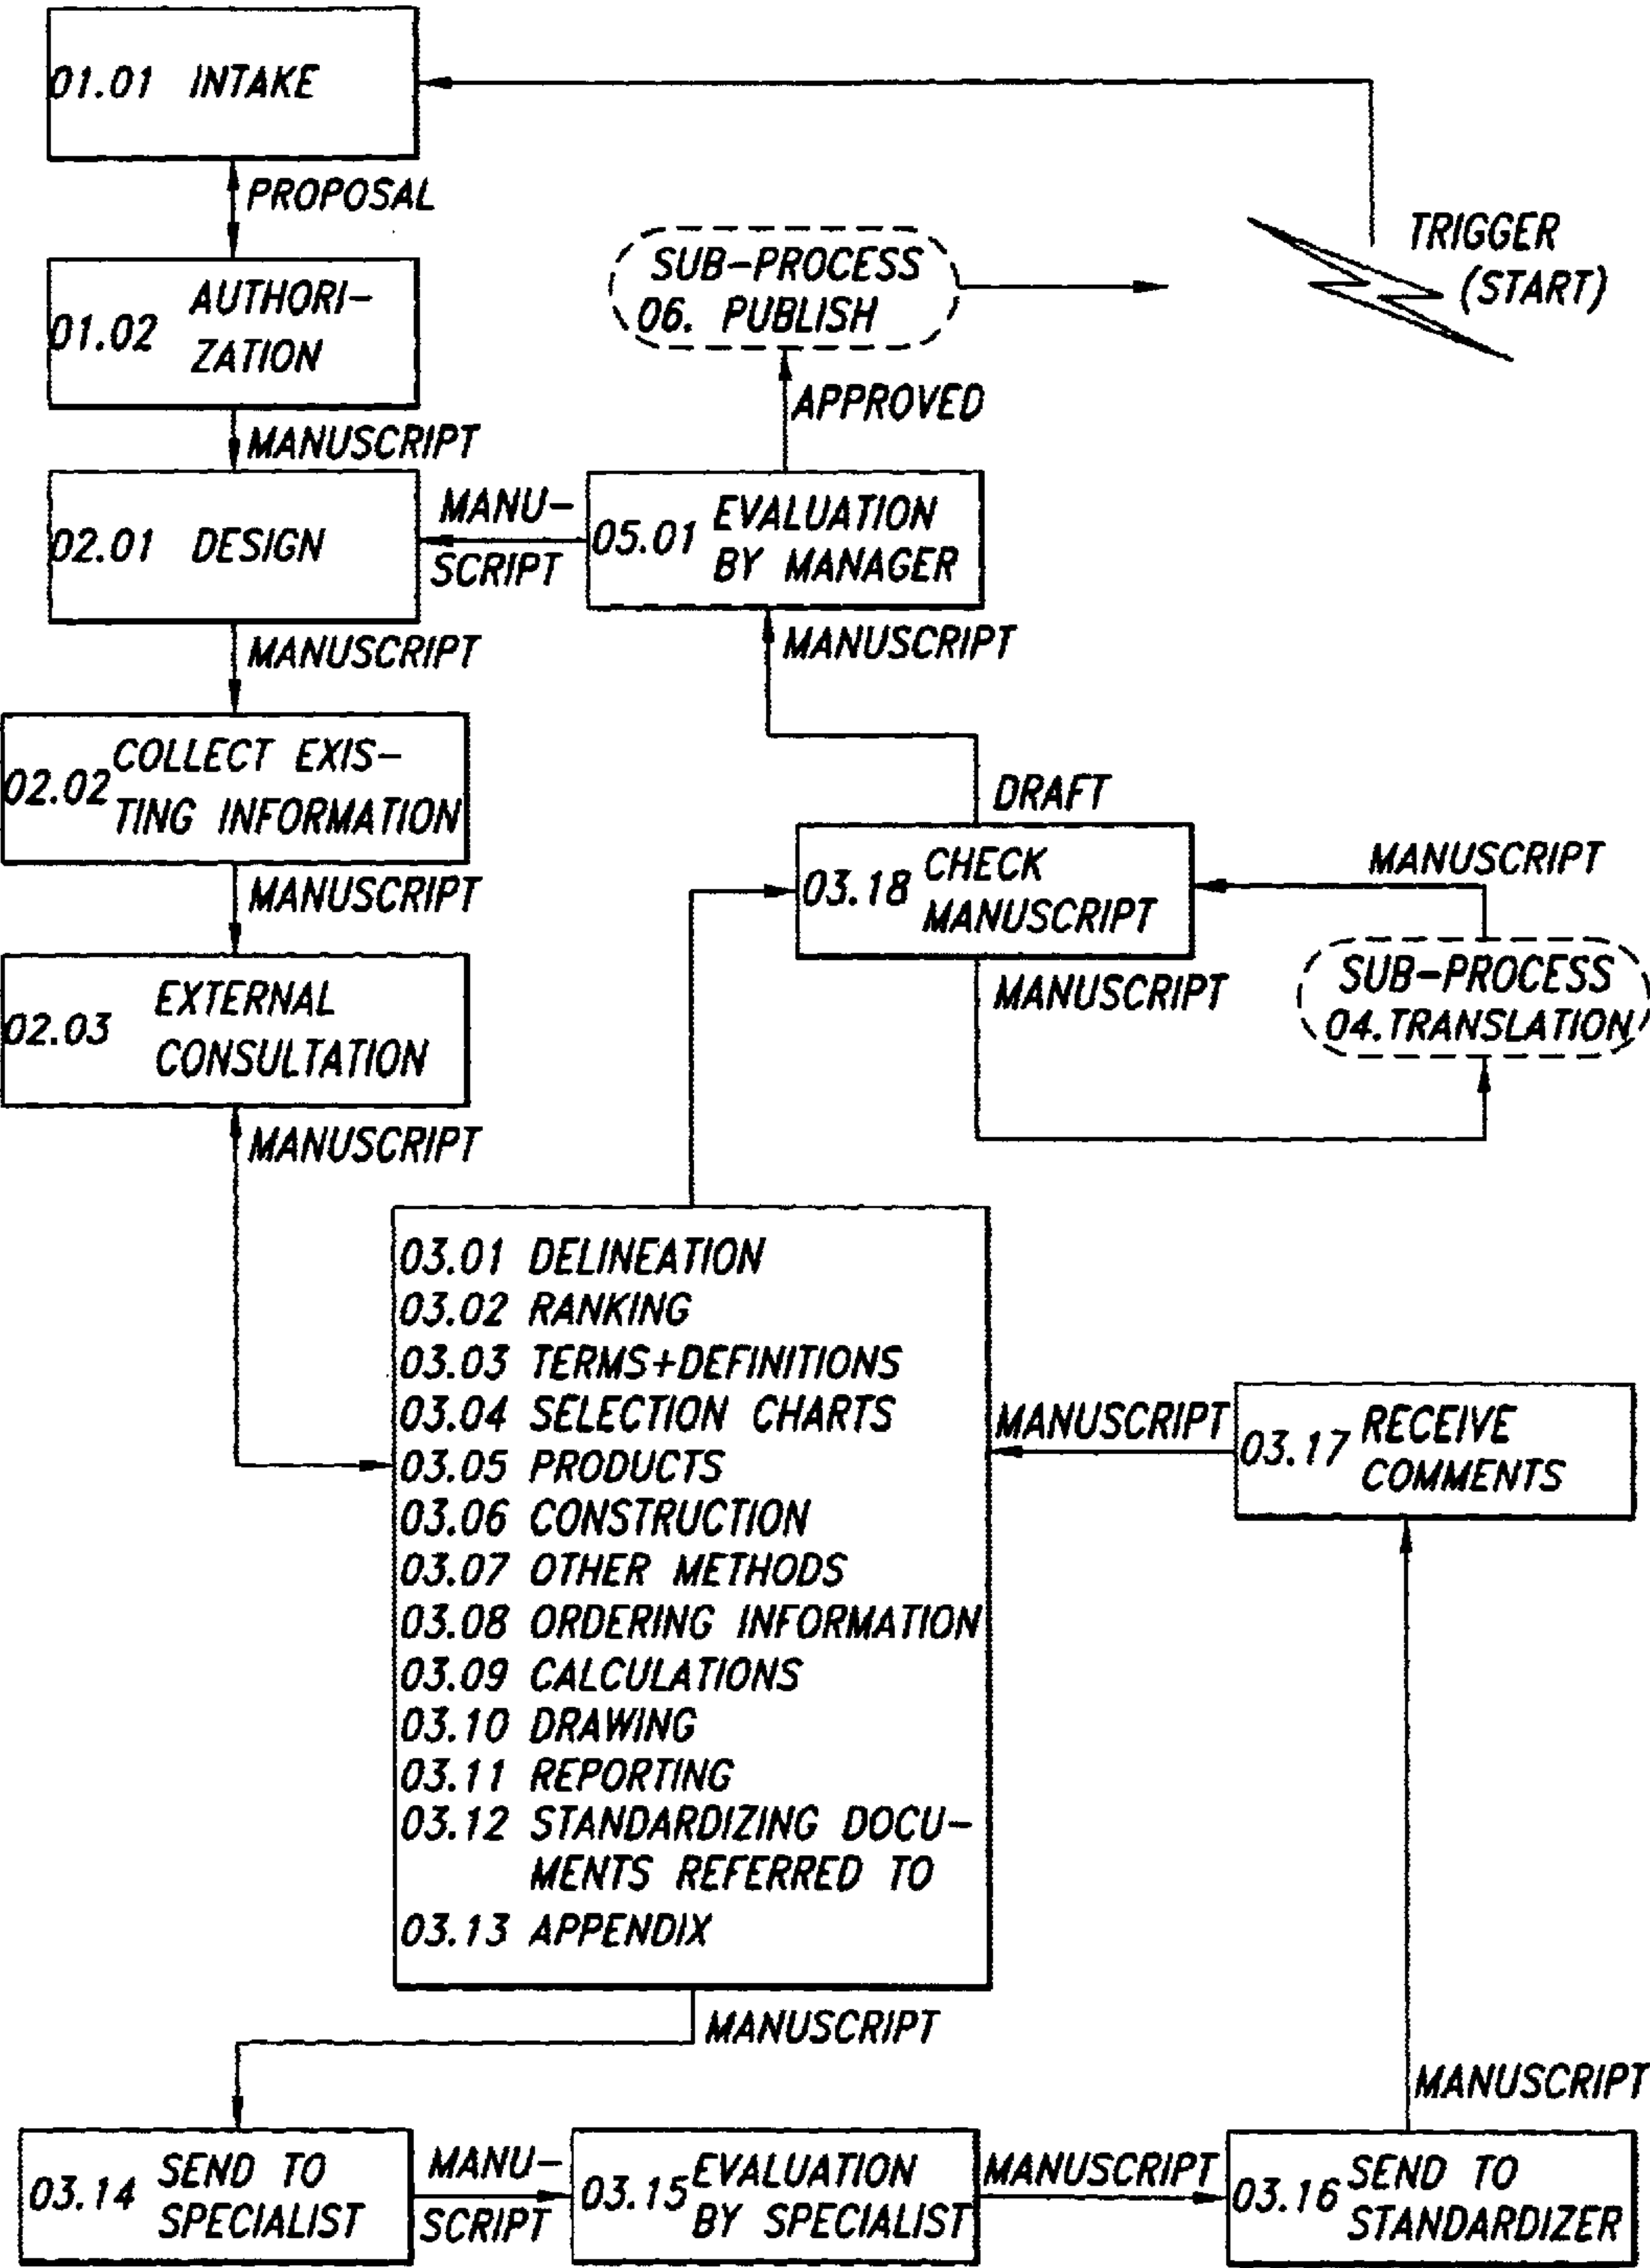 01.01 INTAKE
PROPOSAL
TRIGGER
(START)
SUB-PROCESS
06. PUBLISH
01.02 AUTHORI-
ZATION
APPROVED
MANUSCRIPT
02.01 DESIGN
MANU-
SCRIPT
05.01 EVALUATION
BY MANAGER
MANUSCRIPT
MANUSCRIPT
02.02 COLLECT EXIS-
TING INFORMATION
DRAFT
MANUSCRIPT
03.18 CHECK
MANUSCRIPT
MANUSCRIPT
MANUSCRIPT
SUB-PROCESS
04.TRANSLATION
02.03 EXTERNAL
CONSULTATION
MANUSCRIPT
03.01 DELINEATION
03.02 RANKING
03.03 TERMS+DEFINITIONS
03.04 SELECTION CHARTS
03.05 PRODUCTS
03.06 CONSTRUCTION
03.07 OTHER METHODS
03.08 ORDERING INFORMATION
03.09 CALCULATIONS
03.10 DRAWING
03.11 REPORTING
03.12 STANDARDIZING DOCU-
MENTS REFERRED TO
03.13 APPENDIX
MANUSCRIPT
03.17 RECEIVE
COMMENTS
MANUSCRIPT
MANUSCRIPT
03.14 SEND TO
SPECIALIST
MANU-
SCRIPT
03.15 EVALUATION
BY SPECIALIST
MANUSCRIPT
03.16 SEND TO
STANDARDIZER